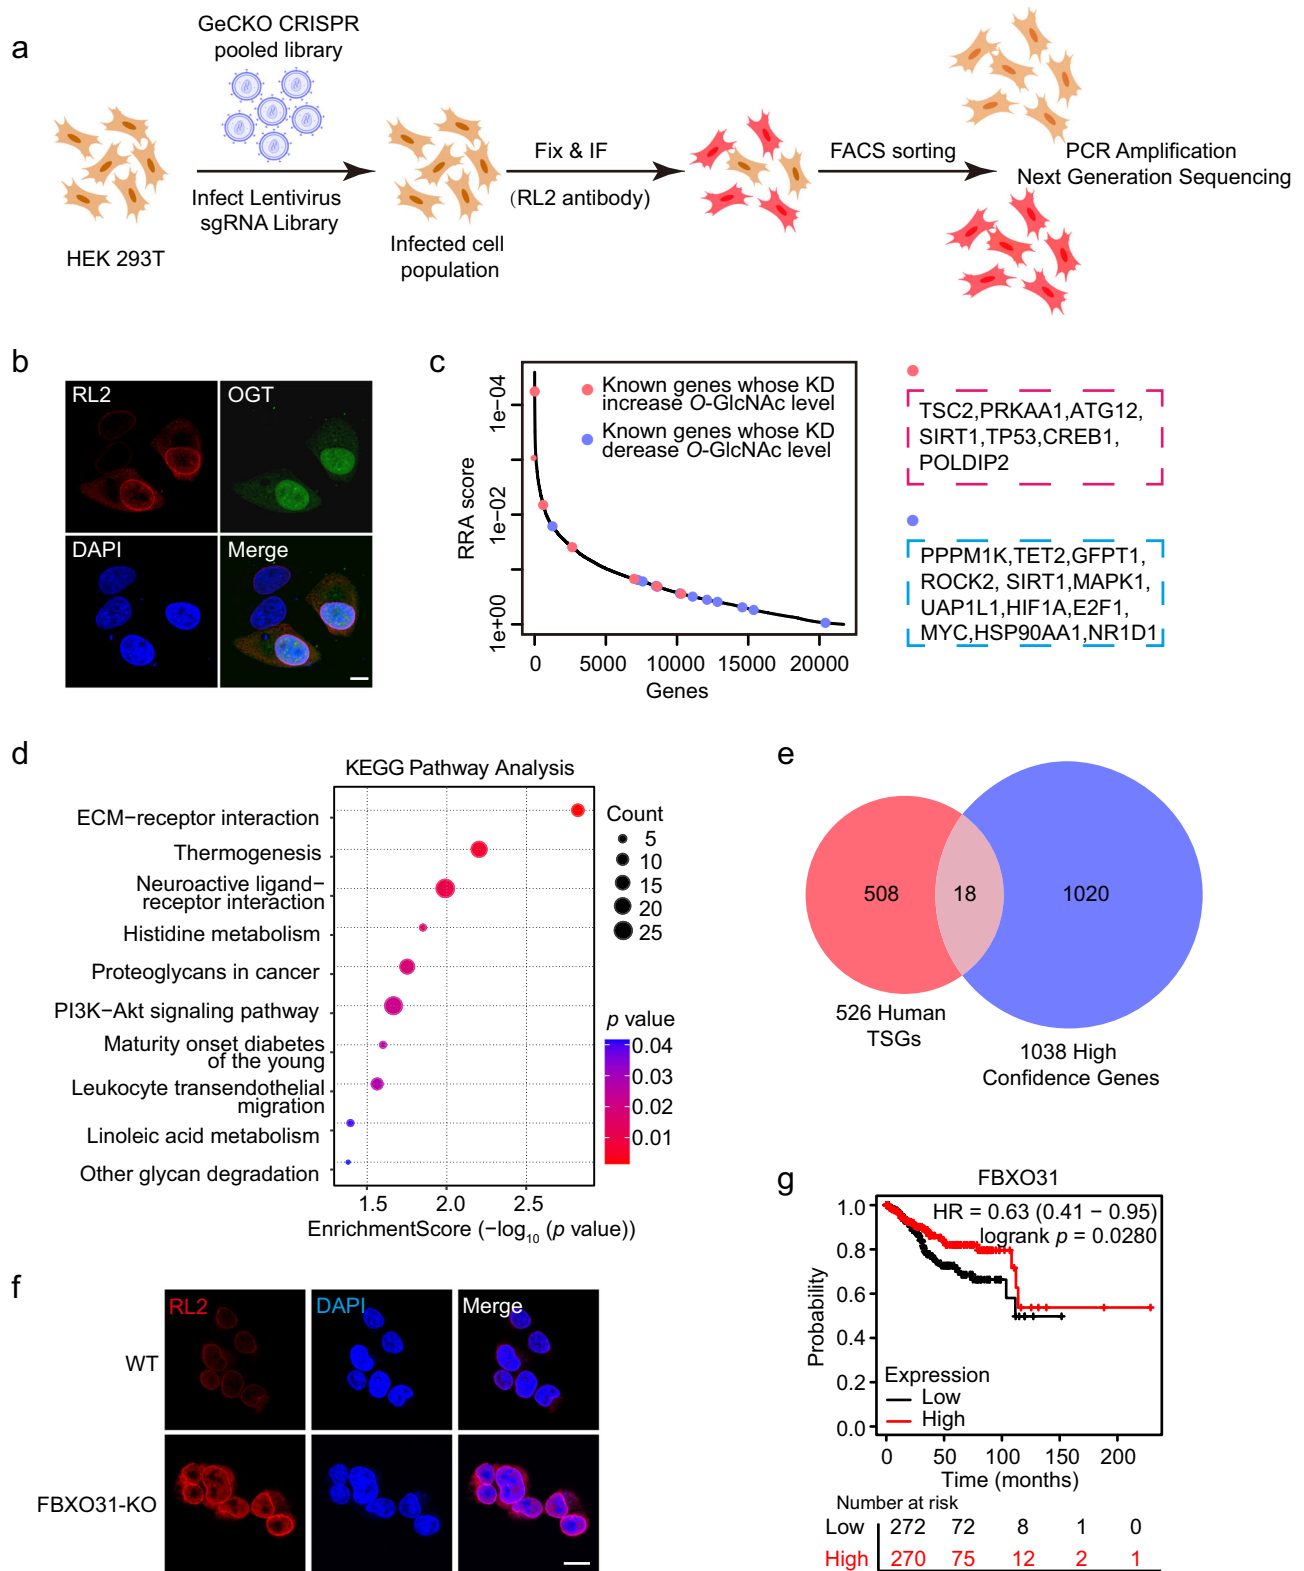 a
GeCKO CRISPR
pooled library
Infect Lentivirus
sgRNA Library
HEK 293T
Infected cell
population
Fix & IF
(RL2 antibody)
FACS sorting
PCR Amplification
Next Generation Sequencing
b
RL2
OGT
DAPI
Merge
c
RRA score
1e−04
1e−02
1e+00
Known genes whose KD
increase O-GlcNAc level
Known genes whose KD
derease O-GlcNAc level
0 5000 10000 15000 20000
Genes
TSC2,PRKAA1,ATG12,
SIRT1,TP53,CREB1,
POLDIP2
PPPM1K,TET2,GFPT1,
ROCK2, SIRT1,MAPK1,
UAP1L1,HIF1A,E2F1,
MYC,HSP90AA1,NR1D1
d
KEGG Pathway Analysis
ECM−receptor interaction
Thermogenesis
Neuroactive ligand−
receptor interaction
Histidine metabolism
Proteoglycans in cancer
PI3K−Akt signaling pathway
Maturity onset diabetes
of the young
Leukocyte transendothelial
migration
Linoleic acid metabolism
Other glycan degradation
1.5 2.0 2.5
EnrichmentScore (−log10 (p value))
Count
5
10
15
20
25
p value
0.04
0.03
0.02
0.01
e
508
18
1020
526 Human
TSGs
1038 High
Confidence Genes
f
RL2
DAPI
Merge
WT
FBXO31-KO
g
FBXO31
HR = 0.63 (0.41 − 0.95)
logrank p = 0.0280
Probability
1.0
0.8
0.6
0.4
0.2
0.0
Expression
Low
High
0 50 100 150 200
Time (months)
Number at risk
Low 272 72 8 1 0
High 270 75 12 2 1